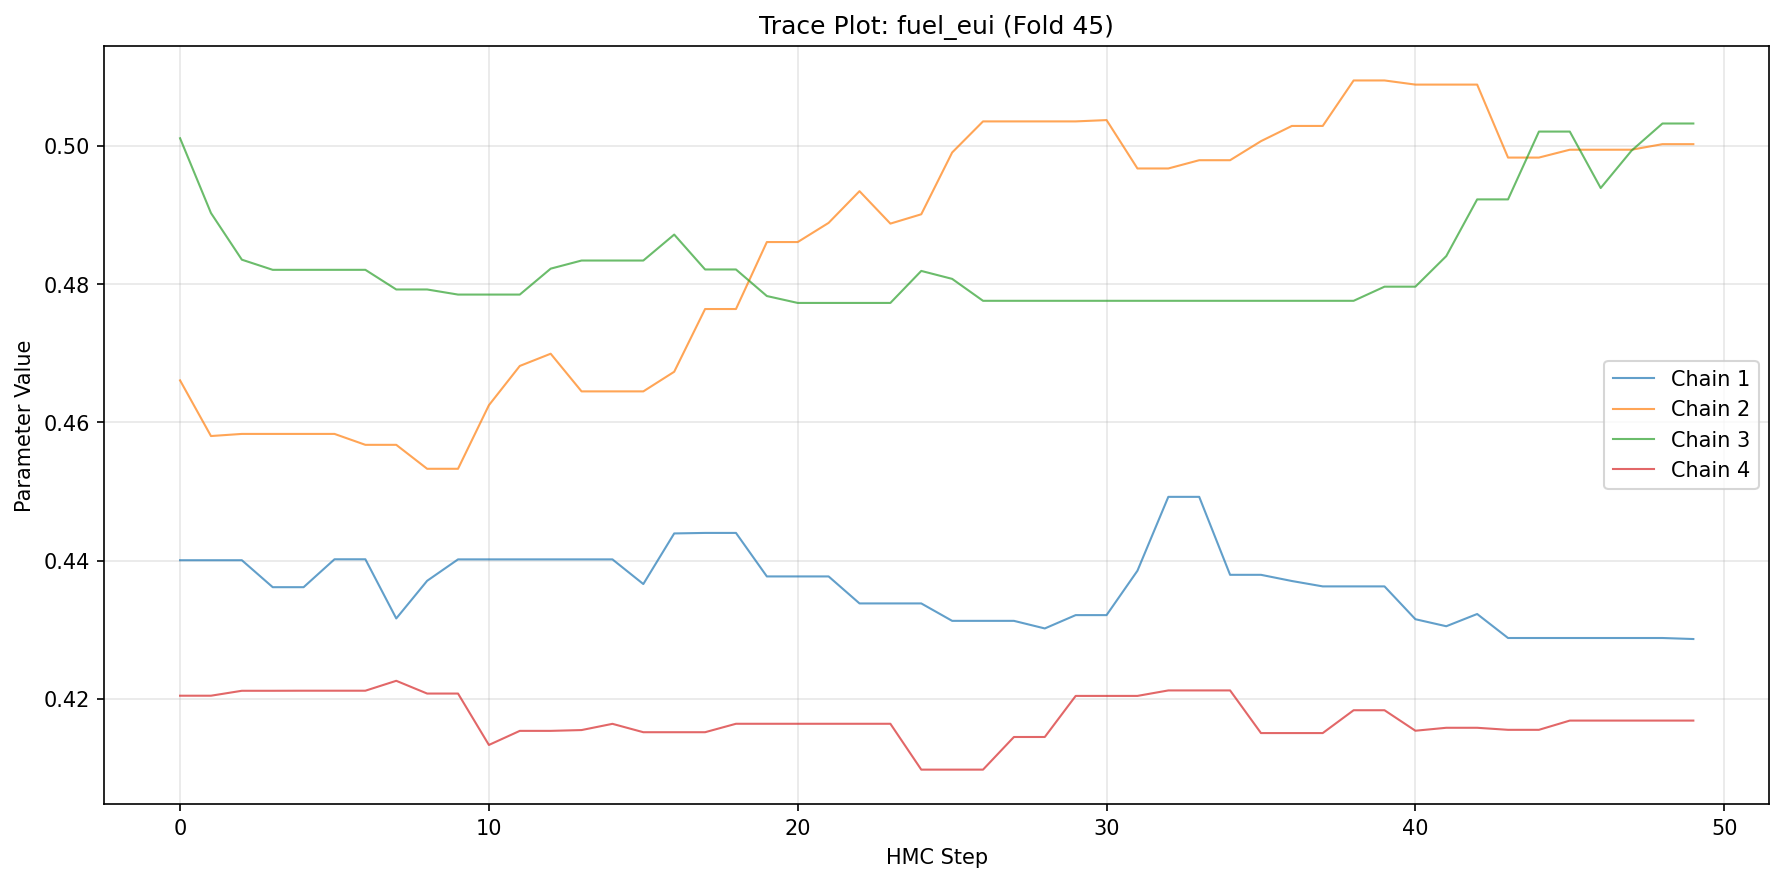 Trace Plot: fuel_eui (Fold 45)
Parameter Value
0.50
0.48
0.46
0.44
0.42
Chain 1
Chain 2
Chain 3
Chain 4
0
10
20
30
40
50
HMC Step